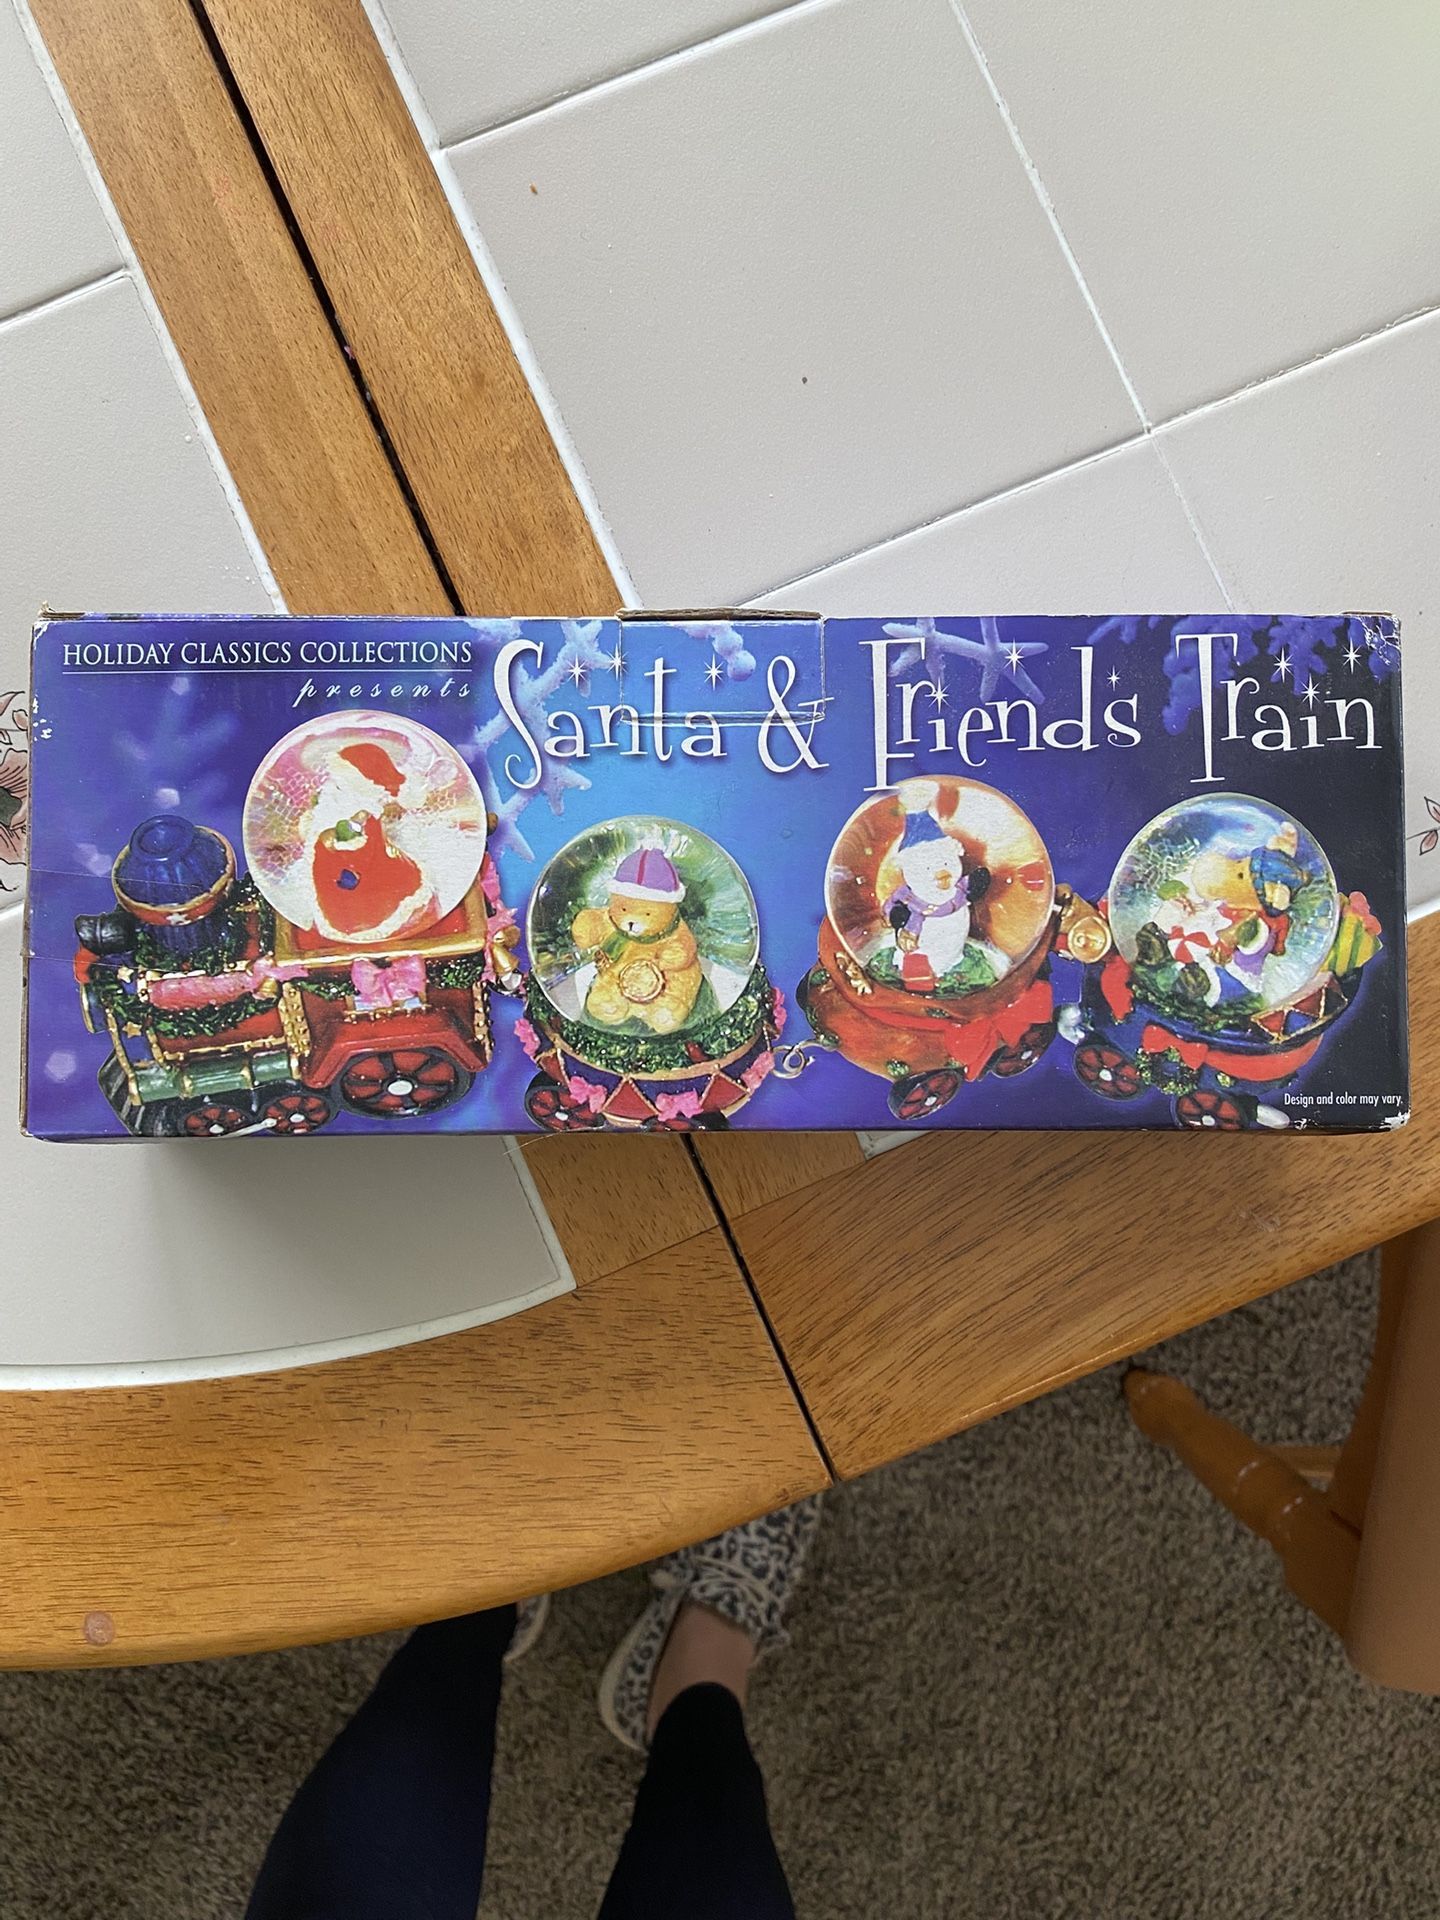 HOLIDAY CLASSICS COLLECTIONS
presents
Santa & Friends Train
Design and color may vary.